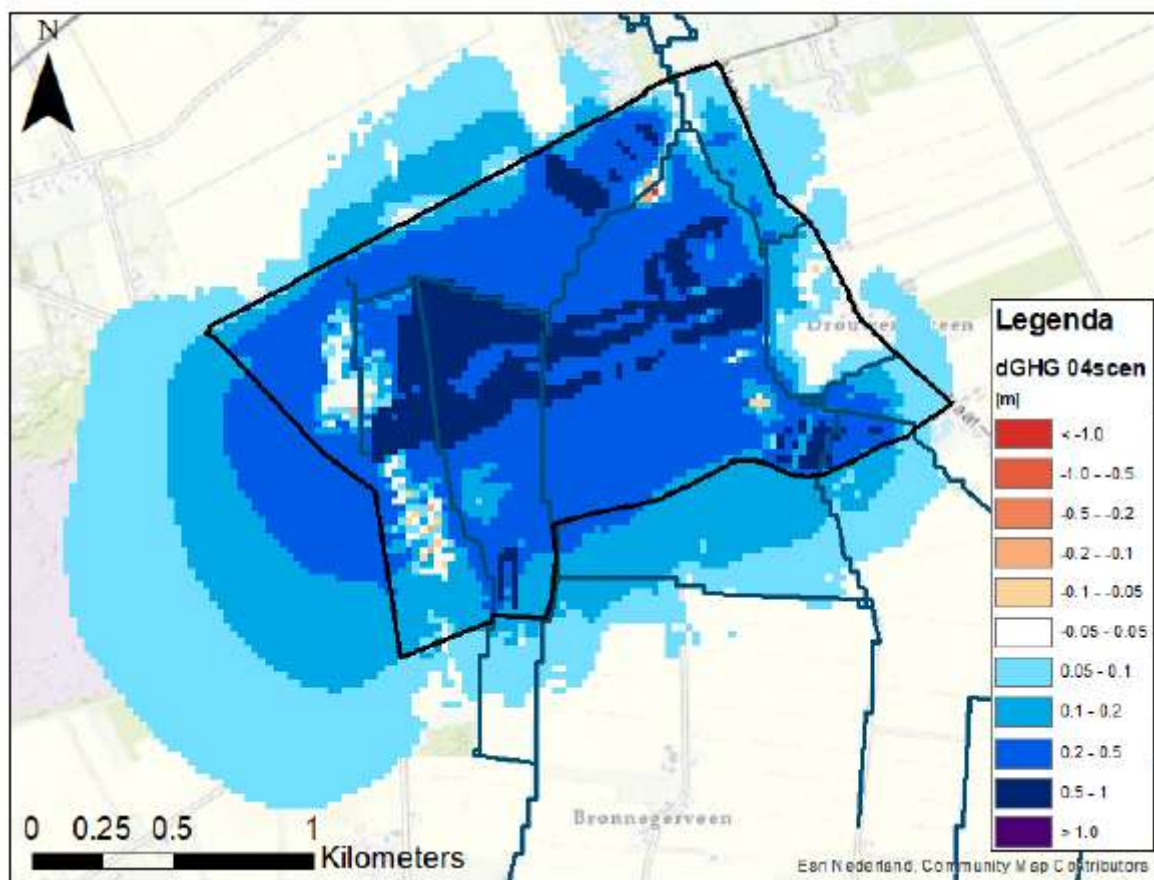 N
Legenda
dGHG 04scen
[m]
< -1.0
-1.0 - -0.5
-0.5 - -0.2
-0.2 - -0.1
-0.1 - -0.05
-0.05 - 0.05
0.05 - 0.1
0.1 - 0.2
0.2 - 0.5
0.5 - 1
> 1.0
Bronnegerveen
0 0.25 0.5 1
Kilometers
Esri Nederland, Community Map Contributors